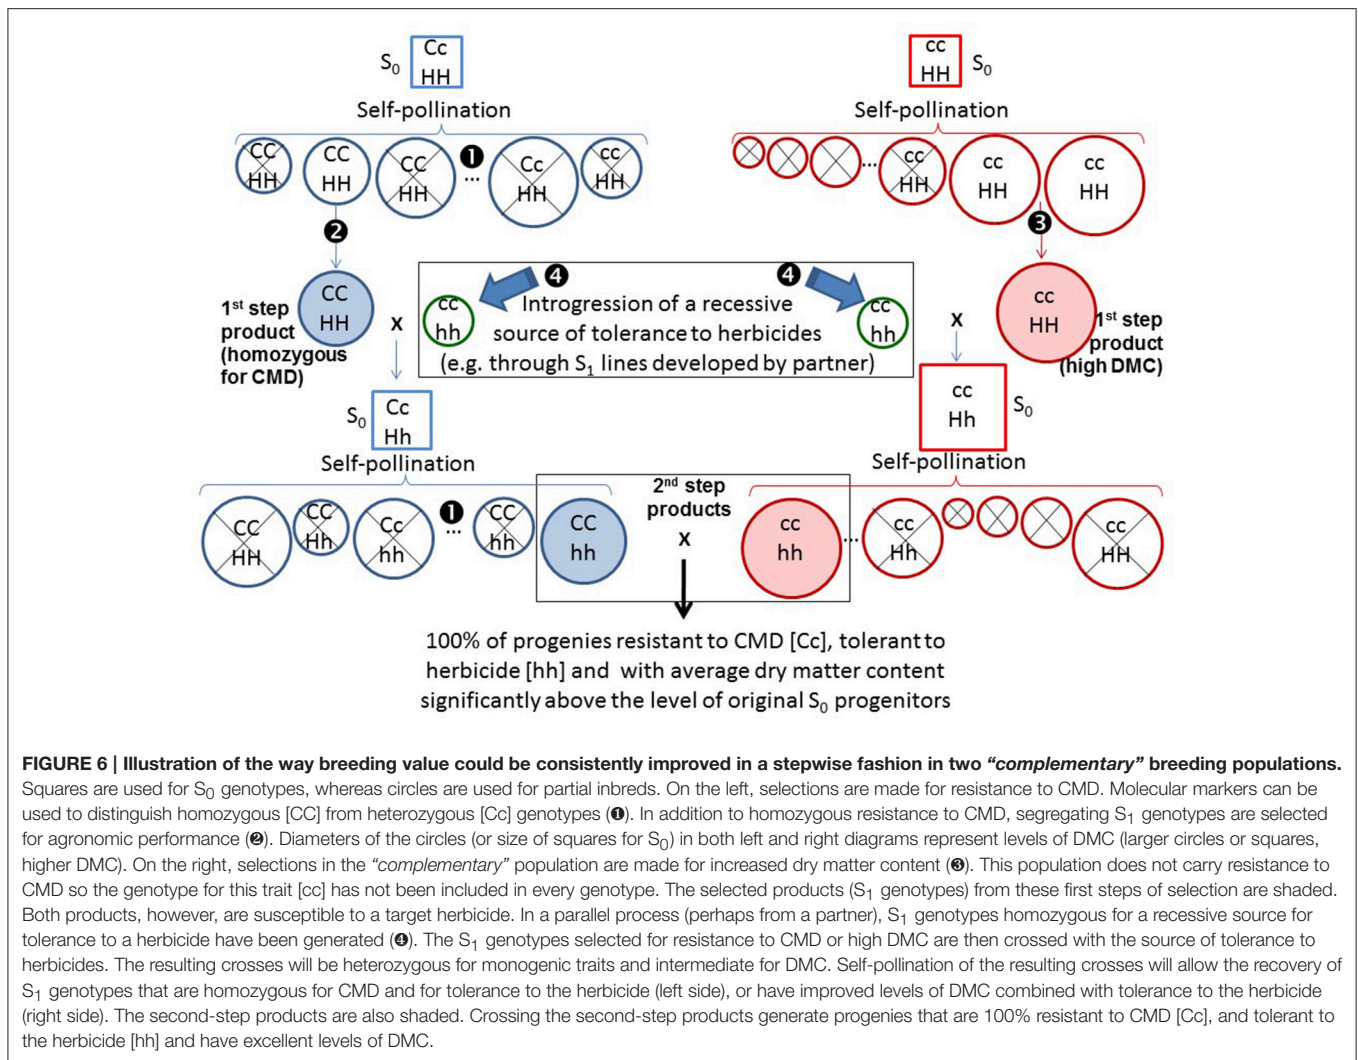 S₀
Cc
HH
cc
HH
S₀
Self-pollination
Self-pollination
CC
HH
CC
HH
CC
HH
❶
...
Cc
HH
cc
HH
...
cc
HH
cc
HH
cc
HH
❷
❸
1st step
product
(homozygous
for CMD)
CC
HH
x
cc
hh
❹
❹
Introgression of a recessive
source of tolerance to herbicides
(e.g. through S₁ lines developed by partner)
cc
hh
x
cc
HH
1st step
product
(high DMC)
S₀
Cc
Hh
cc
Hh
S₀
Self-pollination
Self-pollination
CC
HH
CC
Hh
Cc
hh
❶
...
CC
hh
CC
hh
2nd step
products
x
cc
hh
...
cc
Hh
cc
HH
100% of progenies resistant to CMD [Cc], tolerant to
herbicide [hh] and with average dry matter content
significantly above the level of original S₀ progenitors
FIGURE 6 | Illustration of the way breeding value could be consistently improved in a stepwise fashion in two "complementary" breeding populations.
Squares are used for S₀ genotypes, whereas circles are used for partial inbreds. On the left, selections are made for resistance to CMD. Molecular markers can be
used to distinguish homozygous [CC] from heterozygous [Cc] genotypes (❶). In addition to homozygous resistance to CMD, segregating S₁ genotypes are selected
for agronomic performance (❷). Diameters of the circles (or size of squares for S₀) in both left and right diagrams represent levels of DMC (larger circles or squares,
higher DMC). On the right, selections in the "complementary" population are made for increased dry matter content (❸). This population does not carry resistance to
CMD so the genotype for this trait [cc] has not been included in every genotype. The selected products (S₁ genotypes) from these first steps of selection are shaded.
Both products, however, are susceptible to a target herbicide. In a parallel process (perhaps from a partner), S₁ genotypes homozygous for a recessive source for
tolerance to a herbicide have been generated (❹). The S₁ genotypes selected for resistance to CMD or high DMC are then crossed with the source of tolerance to
herbicides. The resulting crosses will be heterozygous for monogenic traits and intermediate for DMC. Self-pollination of the resulting crosses will allow the recovery of
S₁ genotypes that are homozygous for CMD and for tolerance to the herbicide (left side), or have improved levels of DMC combined with tolerance to the herbicide
(right side). The second-step products are also shaded. Crossing the second-step products generate progenies that are 100% resistant to CMD [Cc], and tolerant to
the herbicide [hh] and have excellent levels of DMC.